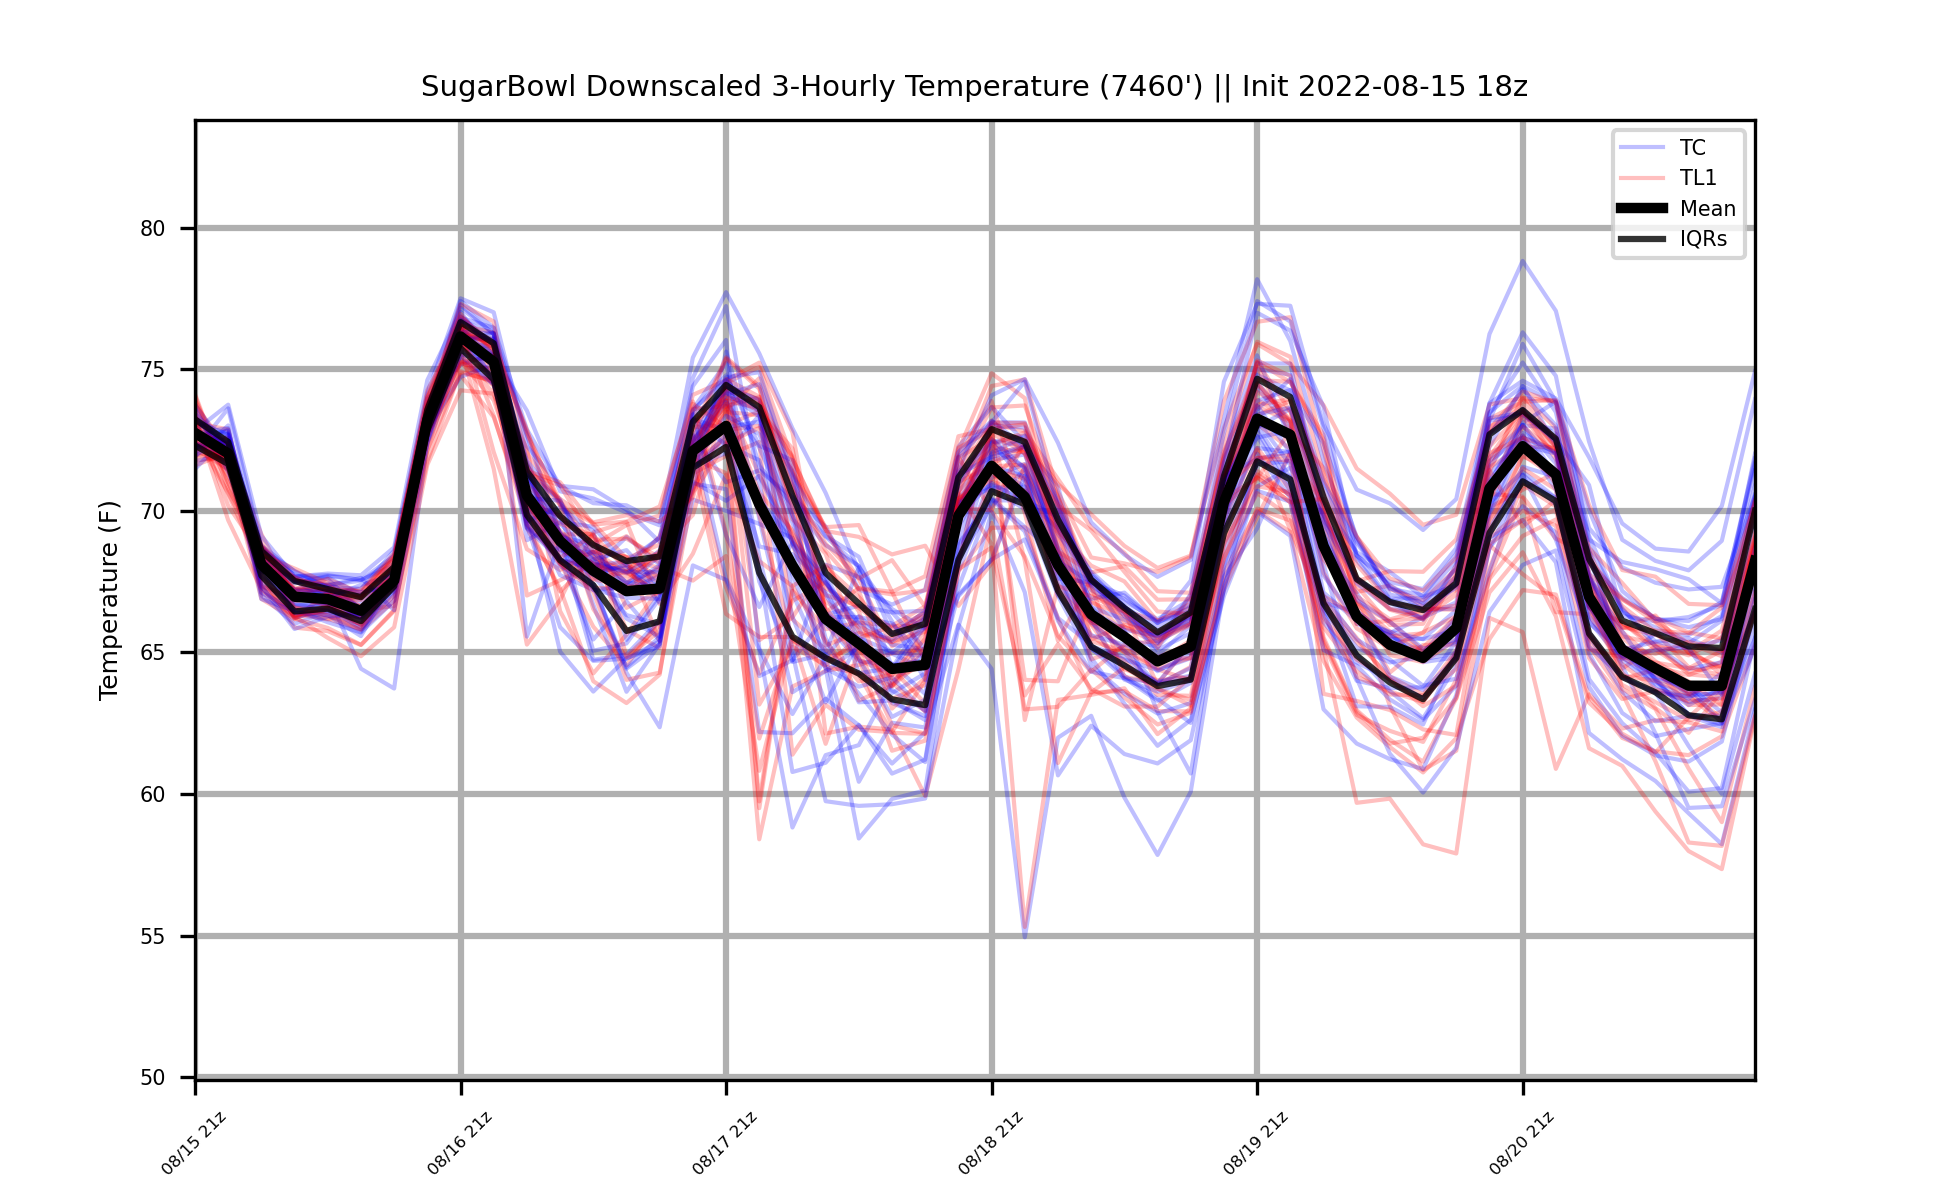 SugarBowl Downscaled 3-Hourly Temperature (7460') || Init 2022-08-15 18z
TC
TL1
Mean
IQRs
Temperature (F)
80
75
70
65
60
55
50
08/15 21z
08/16 21z
08/17 21z
08/18 21z
08/19 21z
08/20 21z